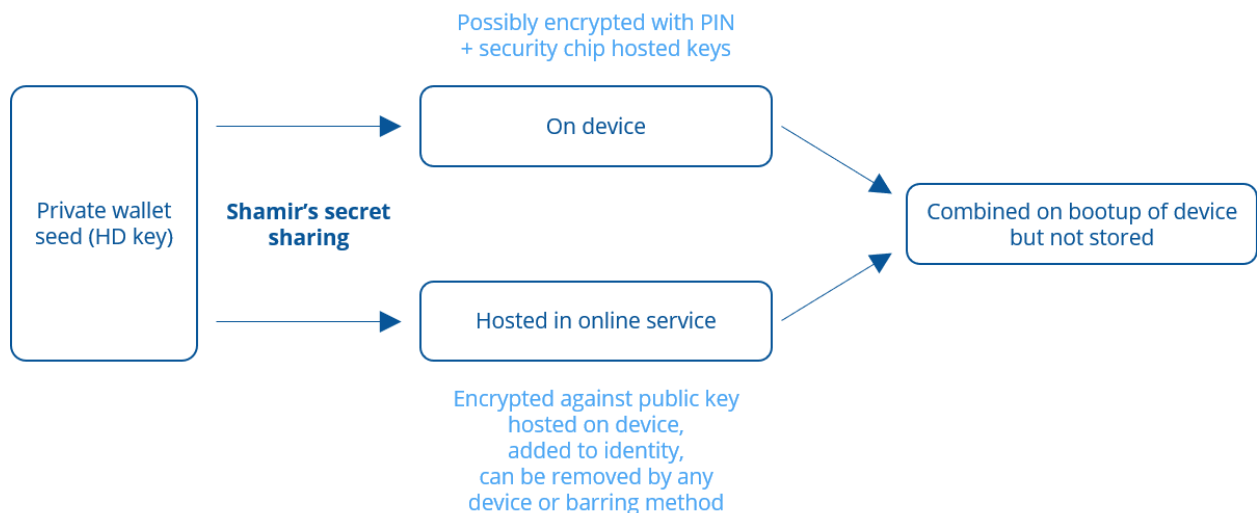 Possibly encrypted with PIN
+ security chip hosted keys
On device
Private wallet
seed (HD key)
Shamir’s secret
sharing
Combined on bootup of device
but not stored
Hosted in online service
Encrypted against public key
hosted on device,
added to identity,
can be removed by any
device or barring method